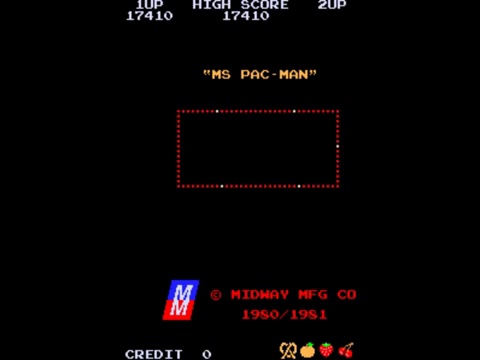 1UP HIGH SCORE 2UP
17410 17410
"MS PAC-MAN"
MM
© MIDWAY MFG CO
1980/1981
CREDIT 0